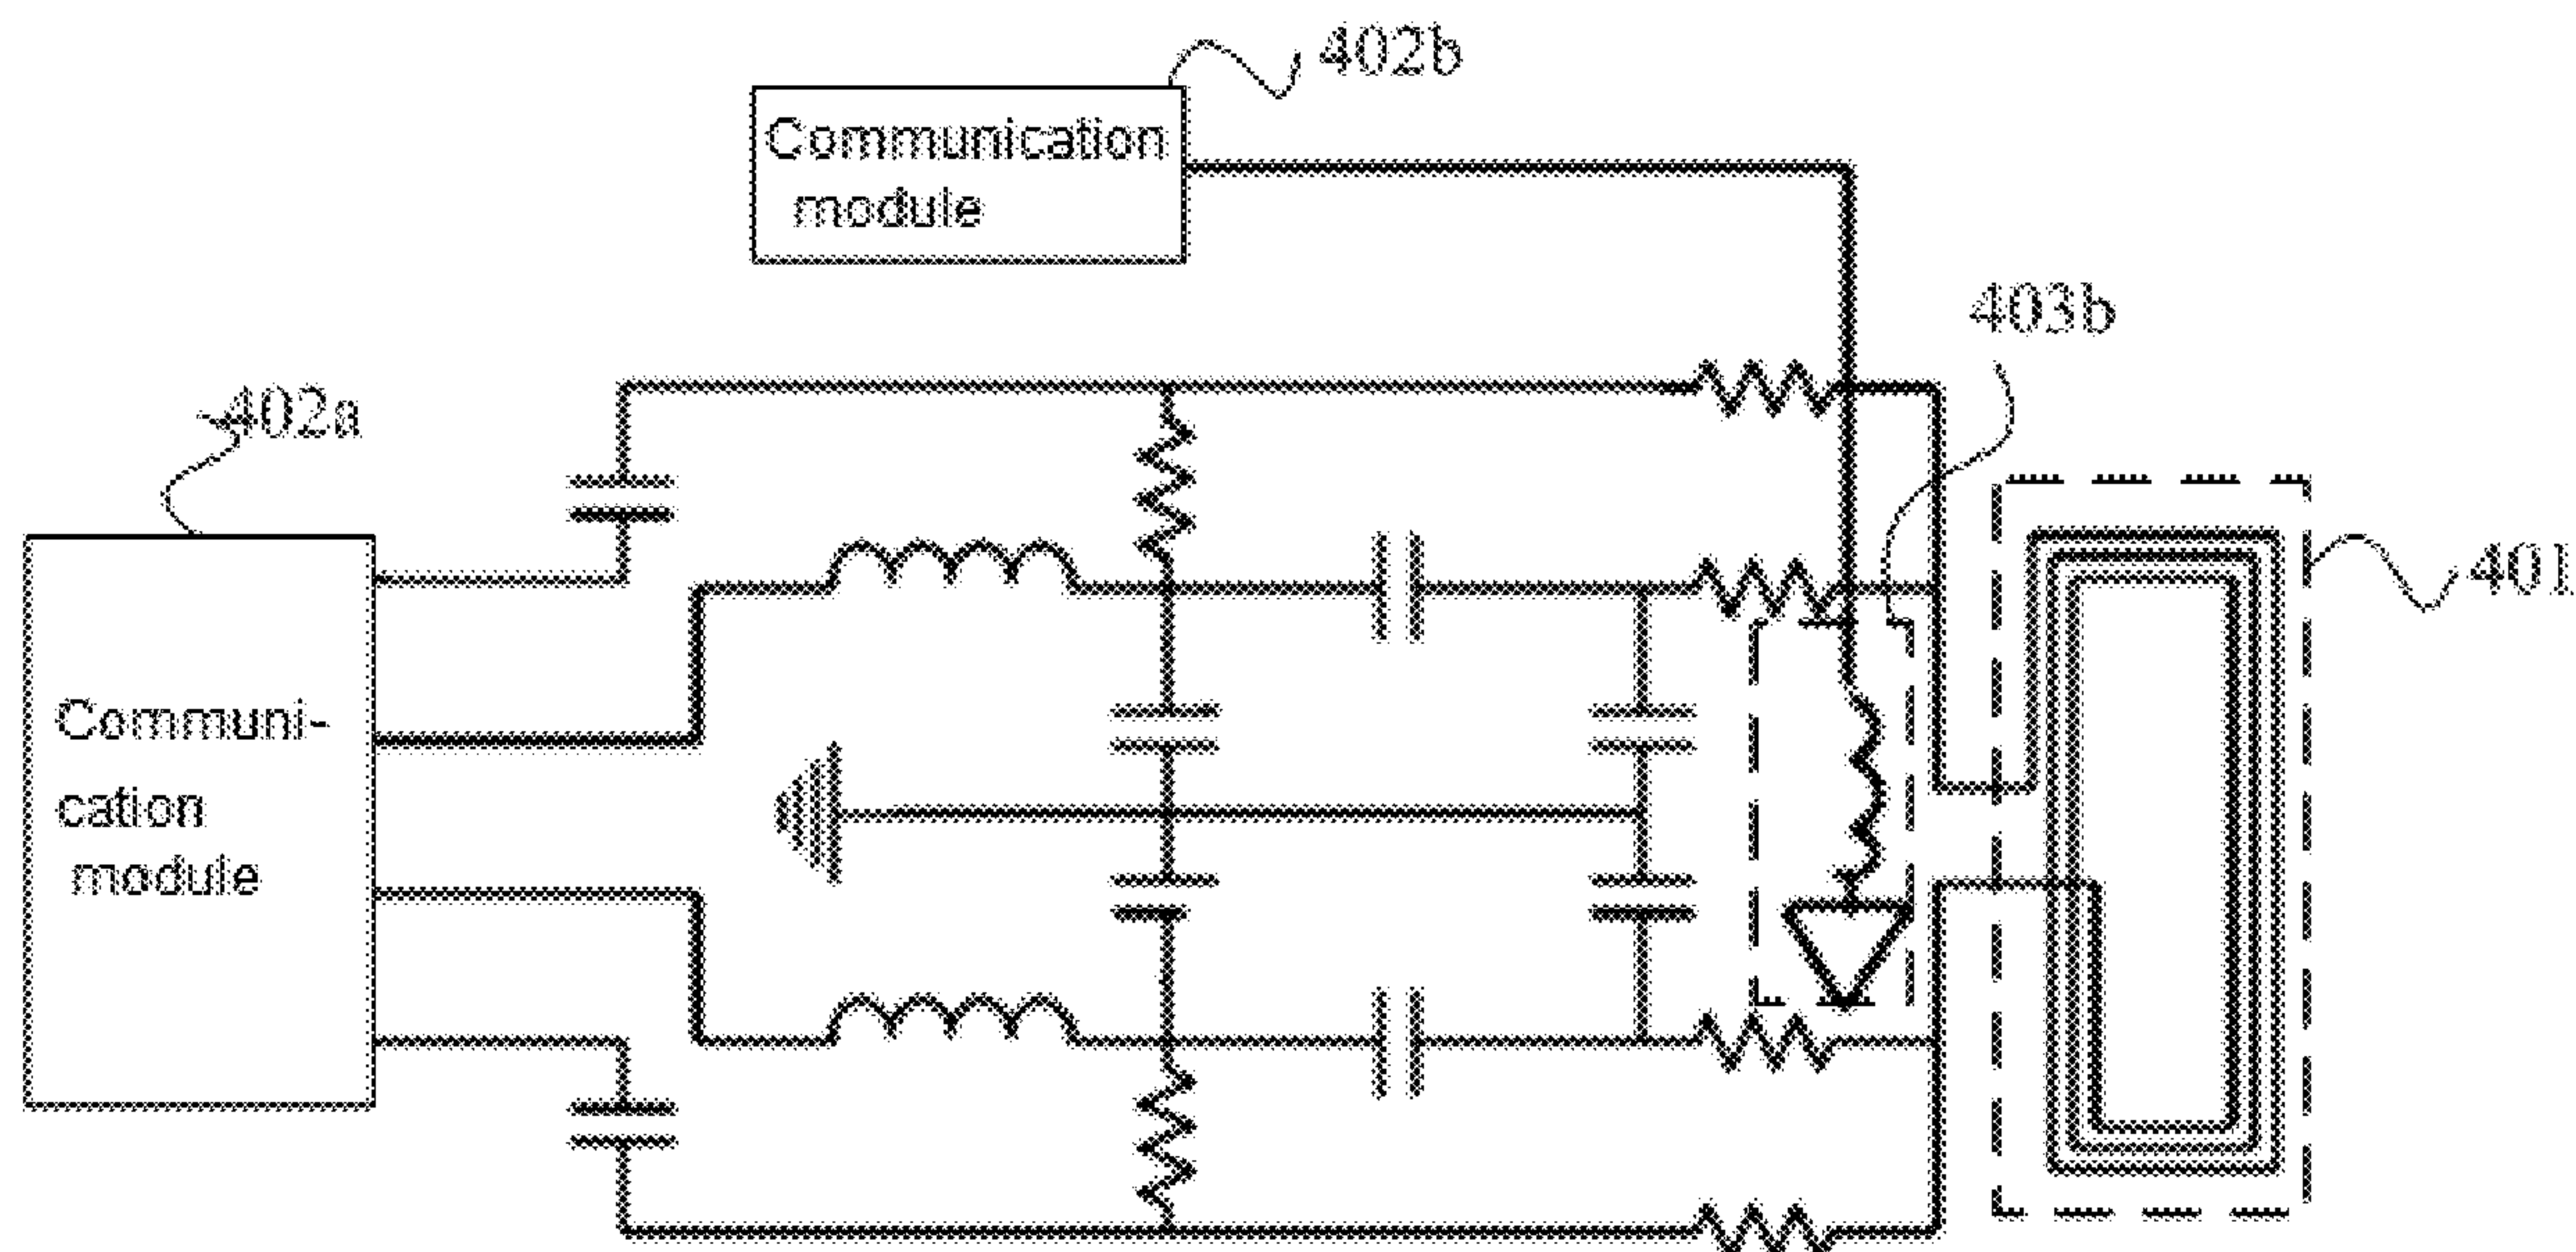 402b
Communication
module
403b
402a
401
Communi-
cation
module